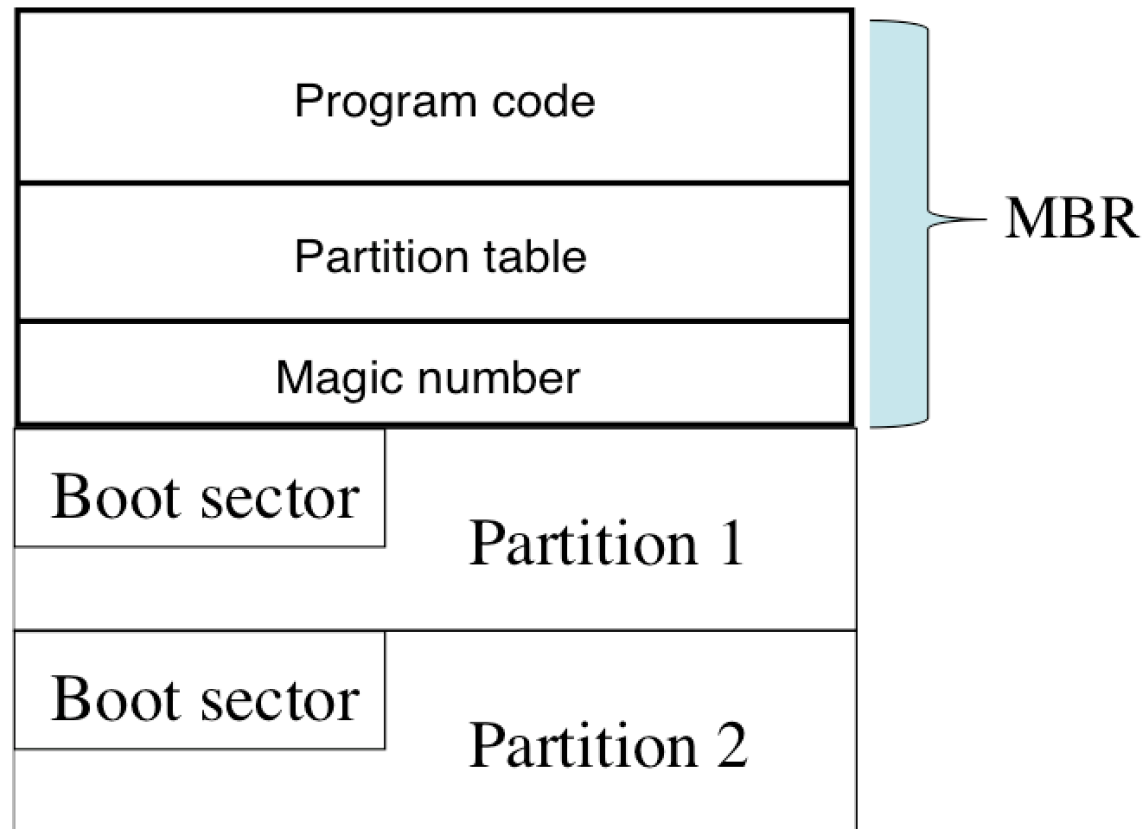 Program code
Partition table
Magic number
MBR
Boot sector
Partition 1
Boot sector
Partition 2